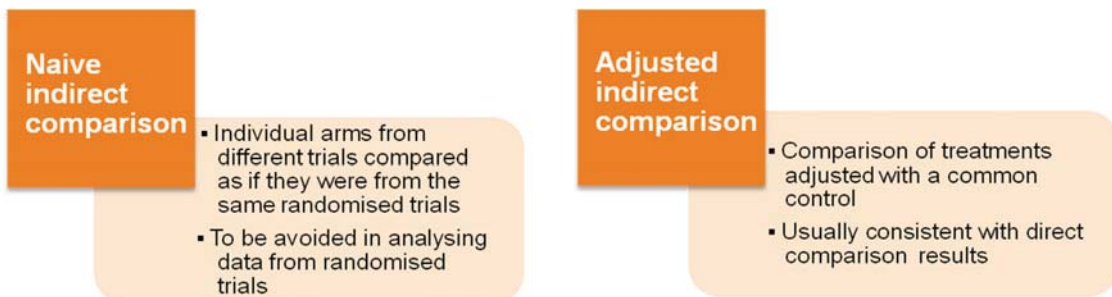 Naive
indirect
comparison
▪ Individual arms from
different trials compared
as if they were from the
same randomised trials
▪ To be avoided in analysing
data from randomised
trials
Adjusted
indirect
comparison
▪ Comparison of treatments
adjusted with a common
control
▪ Usually consistent with direct
comparison results